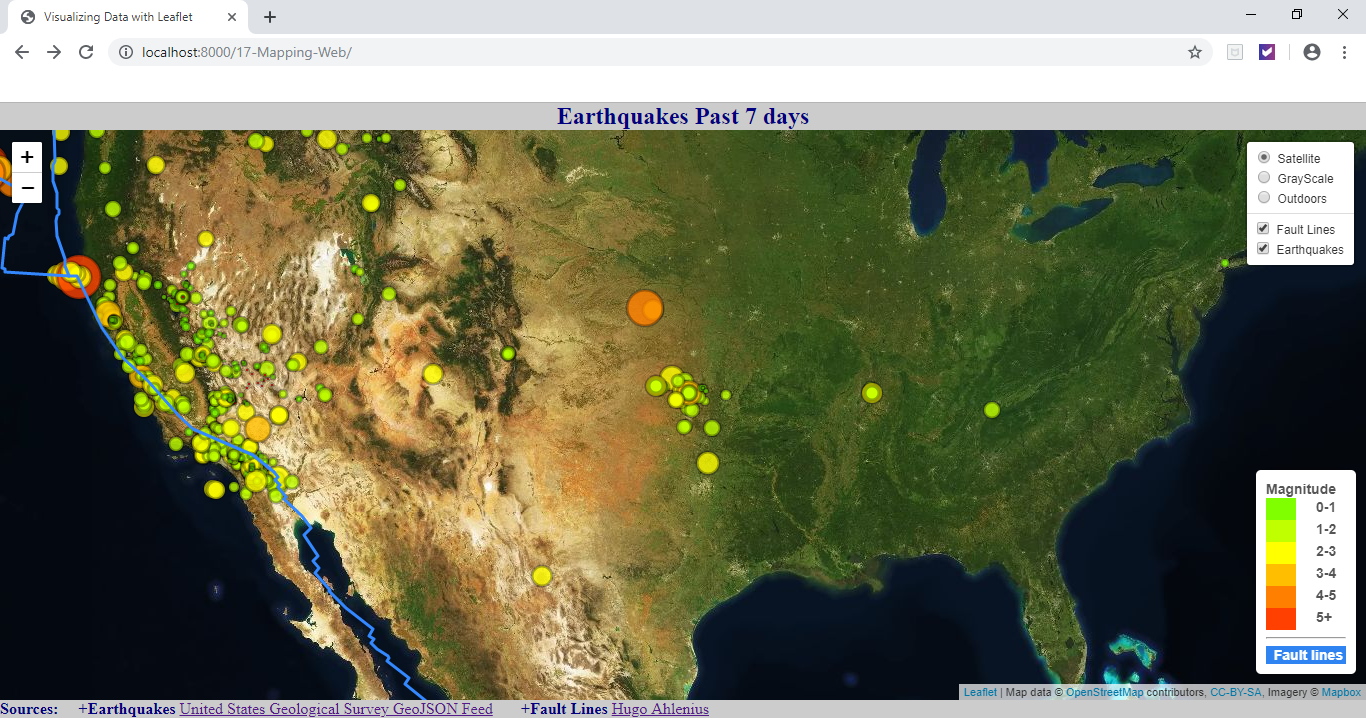 Visualizing Data with Leaflet
localhost:8000/17-Mapping-Web/
Earthquakes Past 7 days
+
−
Satellite
GrayScale
Outdoors
Fault Lines
Earthquakes
Magnitude
0-1
1-2
2-3
3-4
4-5
5+
Fault lines
Leaflet | Map data © OpenStreetMap contributors, CC-BY-SA, Imagery © Mapbox
Sources: +Earthquakes United States Geological Survey GeoJSON Feed +Fault Lines Hugo Ahlenius